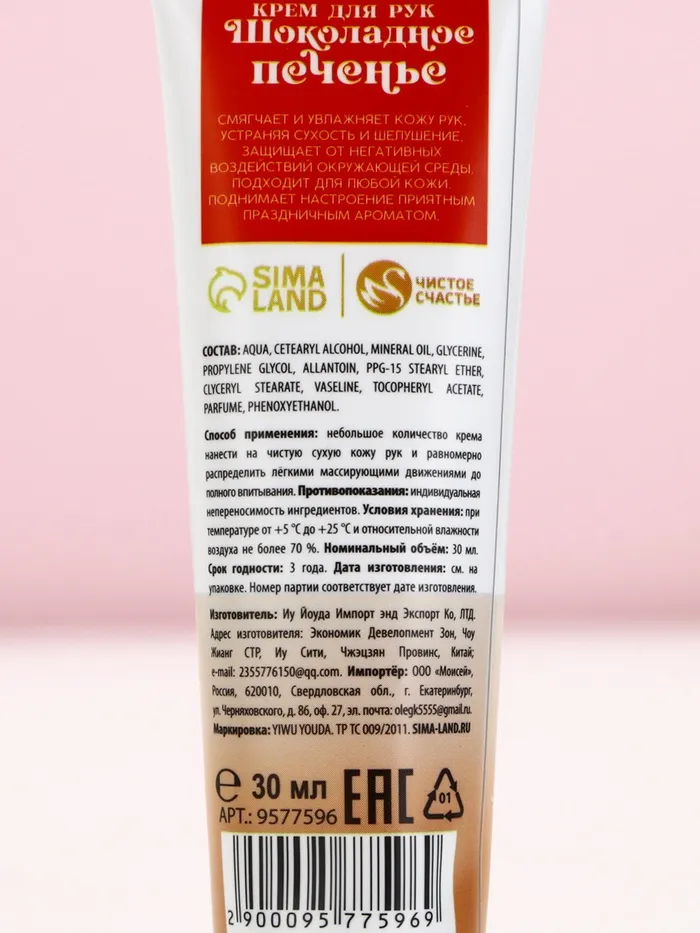 КРЕМ ДЛЯ РУК
Шоколадное
печенье
СМЯГЧАЕТ И УВЛАЖНЯЕТ КОЖУ РУК,
УСТРАНЯЯ СУХОСТЬ И ШЕЛУШЕНИЕ.
ЗАЩИЩАЕТ ОТ НЕГАТИВНЫХ
ВОЗДЕЙСТВИЙ ОКРУЖАЮЩЕЙ СРЕДЫ.
ПОДХОДИТ ДЛЯ ЛЮБОЙ КОЖИ.
ПОДНИМАЕТ НАСТРОЕНИЕ ПРИЯТНЫМ
ПРАЗДНИЧНЫМ АРОМАТОМ.
SIMA
LAND
ЧИСТОЕ
СЧАСТЬЕ
СОСТАВ: AQUA, CETEARYL ALCOHOL, MINERAL OIL, GLYCERINE,
PROPYLENE GLYCOL, ALLANTOIN, PPG-15 STEARYL ETHER,
GLYCERYL STEARATE, VASELINE, TOCOPHERYL ACETATE,
PARFUME, PHENOXYETHANOL.
Способ применения: небольшое количество крема
нанести на чистую сухую кожу рук и равномерно
распределить лёгкими массирующими движениями до
полного впитывания. Противопоказания: индивидуальная
непереносимость ингредиентов. Условия хранения: при
температуре от +5 °C до +25 °C и относительной влажности
воздуха не более 70 %. Номинальный объём: 30 мл.
Срок годности: 3 года. Дата изготовления: см. на
упаковке. Номер партии соответствует дате изготовления.
Изготовитель: Иу Йоуда Импорт энд Экспорт Ко, ЛТД.
Адрес изготовителя: Экономик Девелопмент Зон, Чоу
Жианг СТР, Иу Сити, Чжэцзян Провинс, Китай;
e-mail: 2355776150@qq.com. Импортёр: ООО «Моисей»,
Россия, 620010, Свердловская обл., г. Екатеринбург,
ул. Черняховского, д. 86, оф. 27, эл. почта: olegk5555@gmail.ru.
Маркировка: YIWU YOUDA. ТР ТС 009/2011. SIMA-LAND.RU
℮ 30 мл
АРТ.: 9577596
EAC
01
2 900095 775969